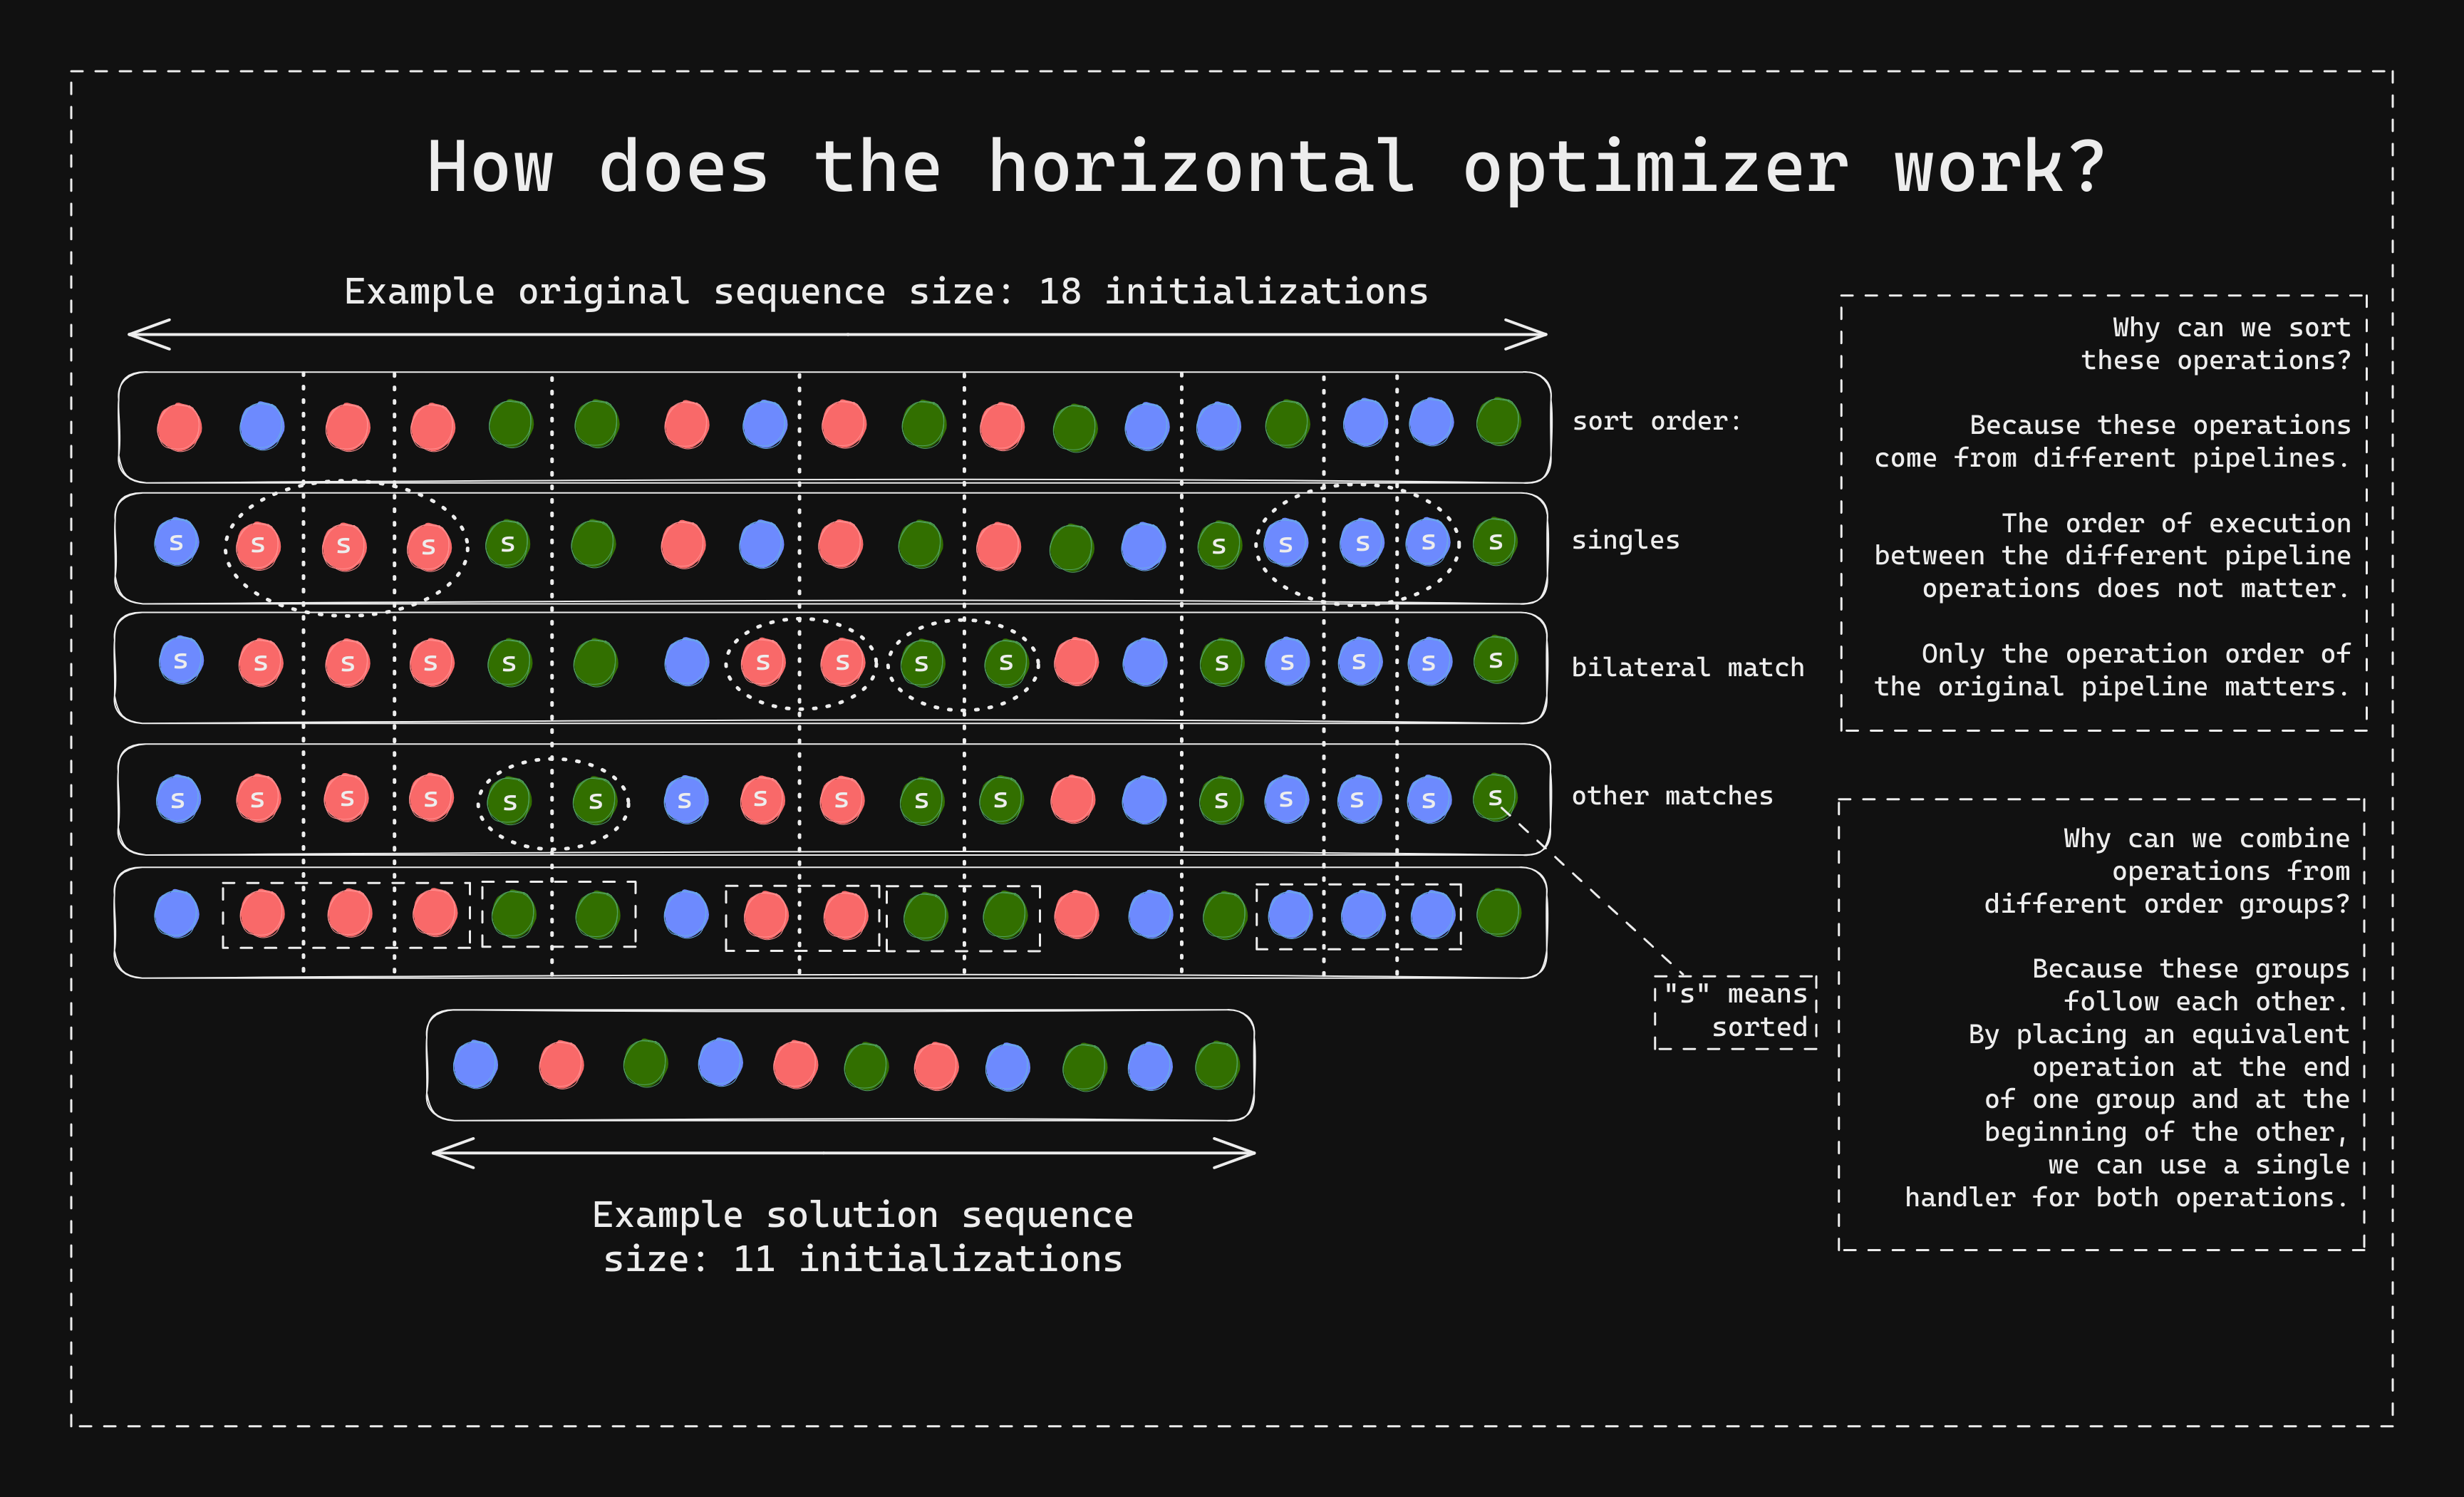 How does the horizontal optimizer work?
Example original sequence size: 18 initializations
sort order:
s s s s s s s s s s
singles
s s s s s s s s s s s s s s
bilateral match
s s s s s s s s s s s s s s s s
other matches
"s" means
sorted
Example solution sequence
size: 11 initializations
Why can we sort
these operations?
Because these operations
come from different pipelines.
The order of execution
between the different pipeline
operations does not matter.
Only the operation order of
the original pipeline matters.
Why can we combine
operations from
different order groups?
Because these groups
follow each other.
By placing an equivalent
operation at the end
of one group and at the
beginning of the other,
we can use a single
handler for both operations.